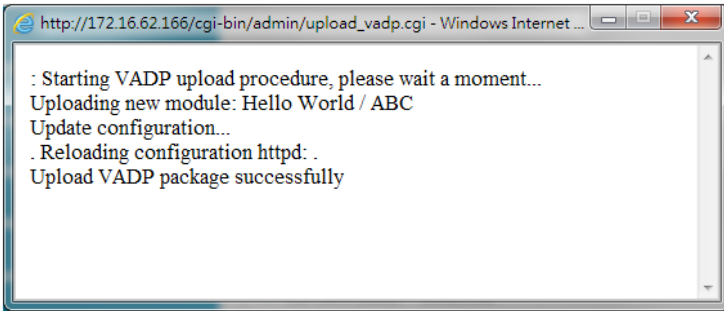 http://172.16.62.166/cgi-bin/admin/upload_vadp.cgi - Windows Internet ...
: Starting VADP upload procedure, please wait a moment...
Uploading new module: Hello World / ABC
Update configuration...
. Reloading configuration httpd: .
Upload VADP package successfully